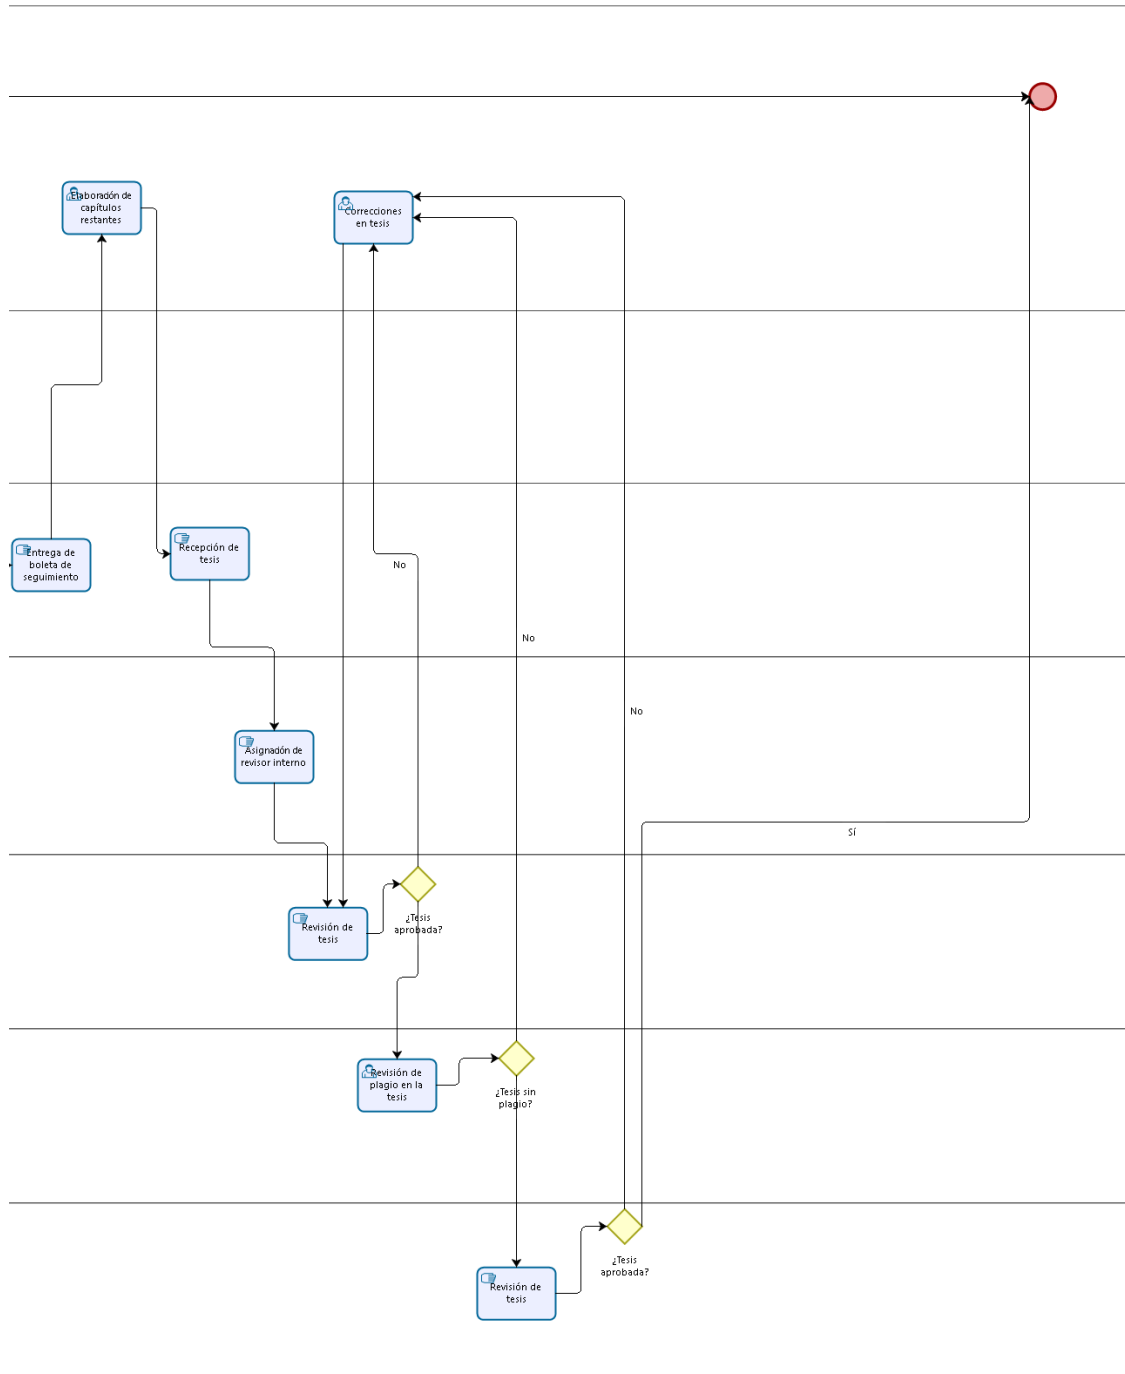 Elaboración de
capítulos
restantes
Correcciones
en tesis
Entrega de
boleta de
seguimiento
Recepción de
tesis
No
No
No
Asignación de
revisor interno
Sí
Revisión de
tesis
¿Tesis
aprobada?
Revisión de
plagio en la
tesis
¿Tesis sin
plagio?
Revisión de
tesis
¿Tesis
aprobada?